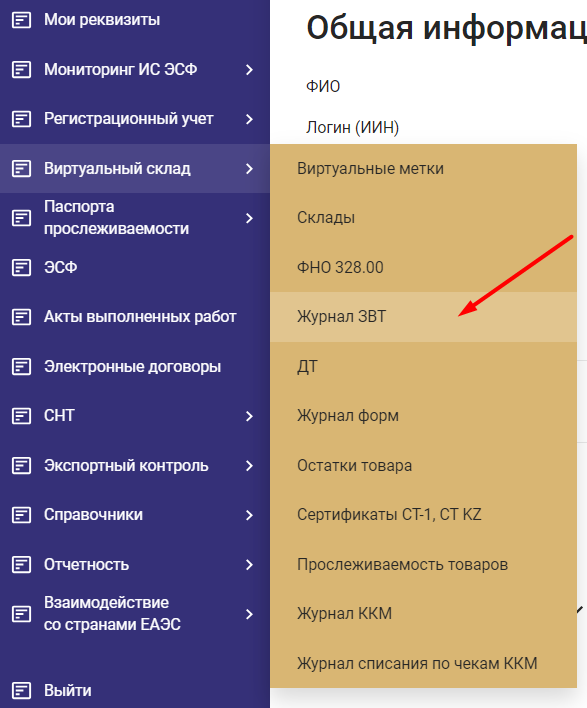 Мои реквизиты
Мониторинг ИС ЭСФ
Регистрационный учет
Виртуальный склад
Паспорта
прослеживаемости
ЭСФ
Акты выполненных работ
Электронные договоры
СНТ
Экспортный контроль
Справочники
Отчетность
Взаимодействие
со странами ЕАЭС
Выйти
Общая информац
ФИО
Логин (ИИН)
Виртуальные метки
Склады
ФНО 328.00
Журнал ЗВТ
ДТ
Журнал форм
Остатки товара
Сертификаты СТ-1, СТ KZ
Прослеживаемость товаров
Журнал ККМ
Журнал списания по чекам ККМ